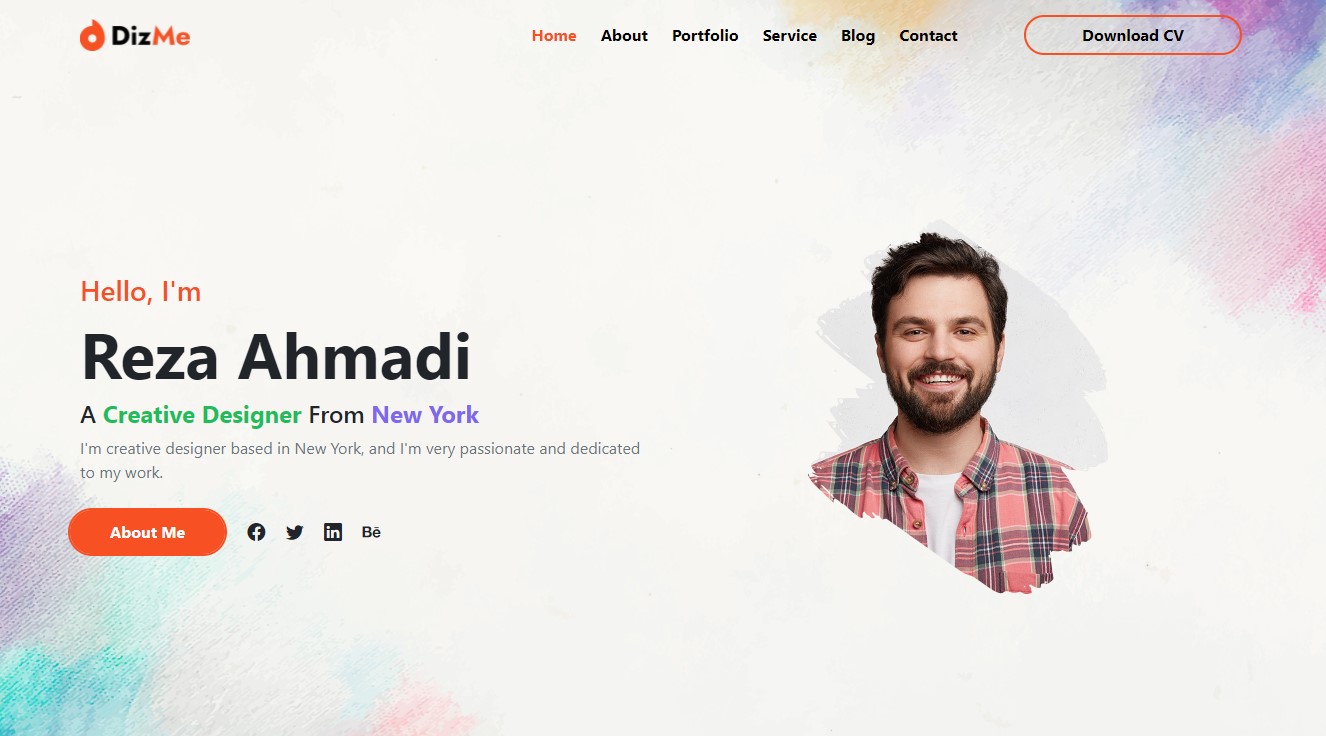 DizMe
Home About Portfolio Service Blog Contact Download CV
Hello, I'm
Reza Ahmadi
A Creative Designer From New York
I'm creative designer based in New York, and I'm very passionate and dedicated
to my work.
About Me
Bē